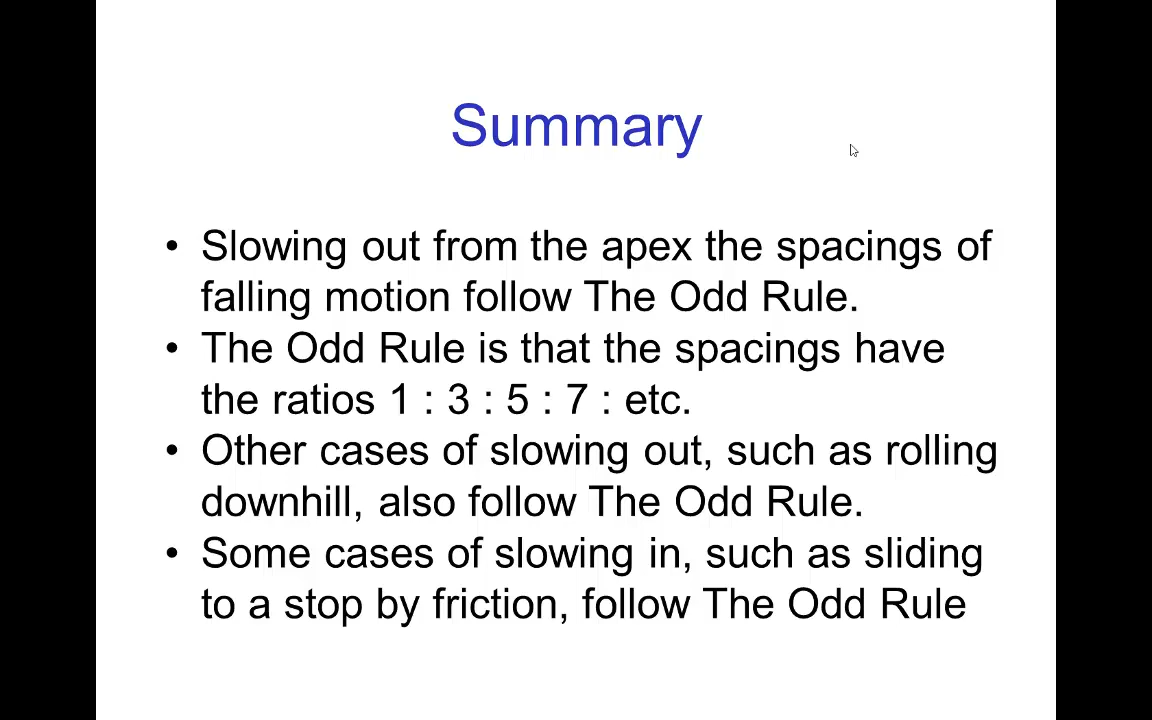 Summary
• Slowing out from the apex the spacings of
falling motion follow The Odd Rule.
• The Odd Rule is that the spacings have
the ratios 1 : 3 : 5 : 7 : etc.
• Other cases of slowing out, such as rolling
downhill, also follow The Odd Rule.
• Some cases of slowing in, such as sliding
to a stop by friction, follow The Odd Rule